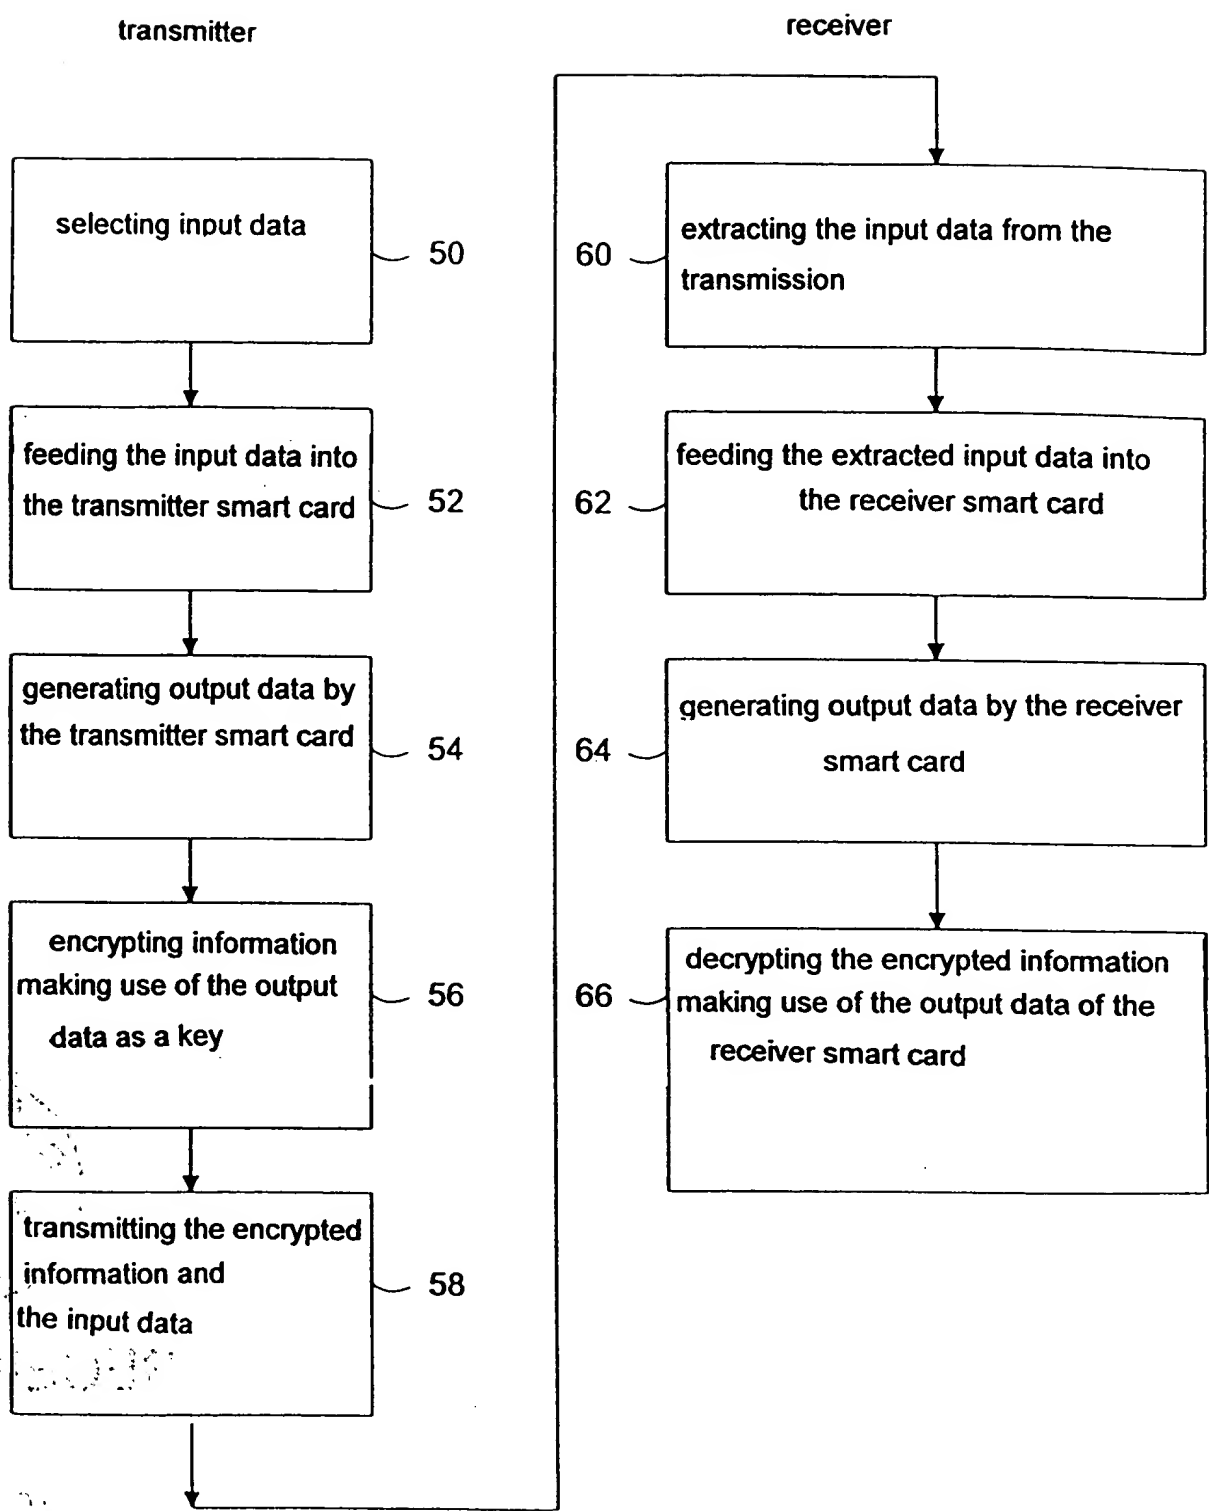 transmitter
selecting input data
50
feeding the input data into
the transmitter smart card
52
generating output data by
the transmitter smart card
54
encrypting information
making use of the output
data as a key
56
transmitting the encrypted
information and
the input data
58
receiver
extracting the input data from the
transmission
60
feeding the extracted input data into
the receiver smart card
62
generating output data by the receiver
smart card
64
decrypting the encrypted information
making use of the output data of the
receiver smart card
66